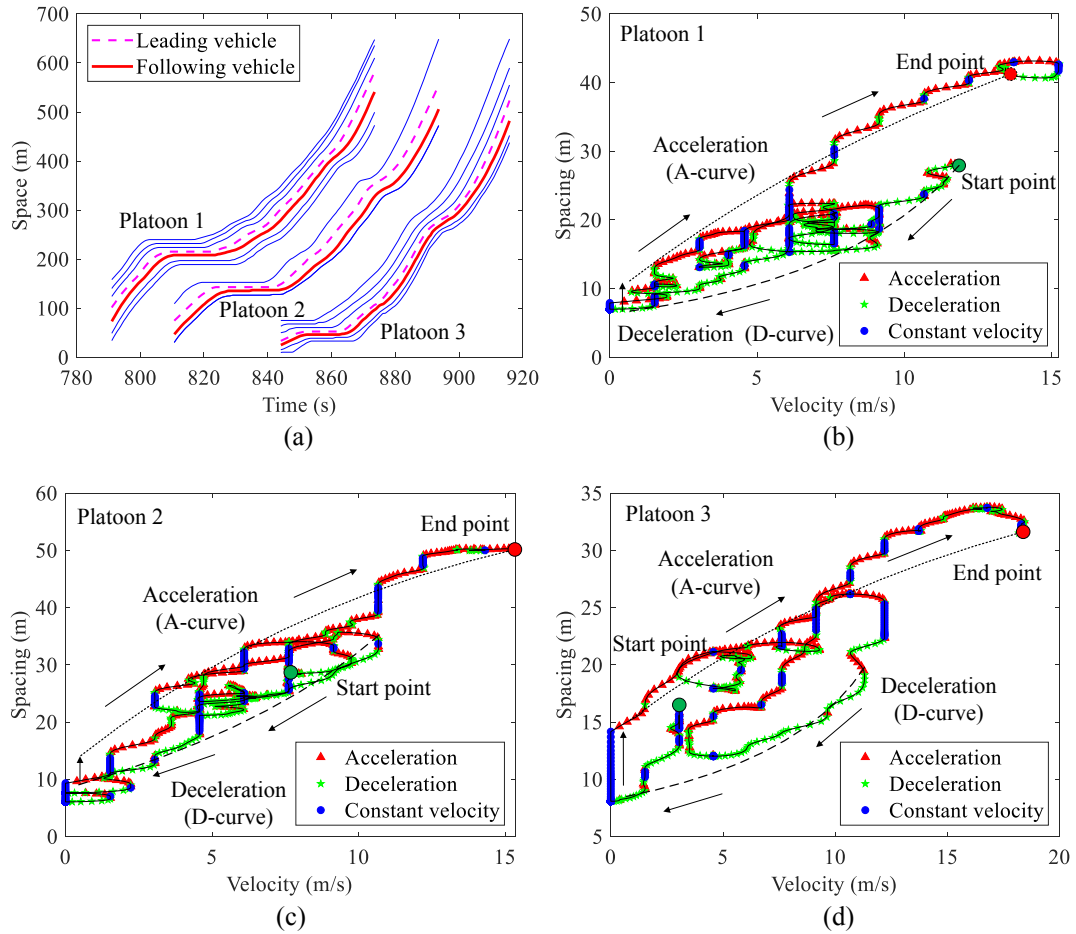 700
600
500
400
300
200
100
0
Space (m)
Leading vehicle
Following vehicle
Platoon 1
Platoon 2
Platoon 3
780 800 820 840 860 880 900 920
Time (s)
(a)
50
40
30
20
10
0
Spacing (m)
Platoon 1
End point
Acceleration
(A-curve)
Start point
Acceleration
Deceleration
Constant velocity
Deceleration (D-curve)
0 5 10 15
Velocity (m/s)
(b)
60
50
40
30
20
10
0
Spacing (m)
Platoon 2
End point
Acceleration
(A-curve)
Start point
Deceleration
(D-curve)
Acceleration
Deceleration
Constant velocity
0 5 10 15
Velocity (m/s)
(c)
35
30
25
20
15
10
5
Spacing (m)
Platoon 3
Acceleration
(A-curve)
End point
Start point
Deceleration
(D-curve)
Acceleration
Deceleration
Constant velocity
0 5 10 15 20
Velocity (m/s)
(d)